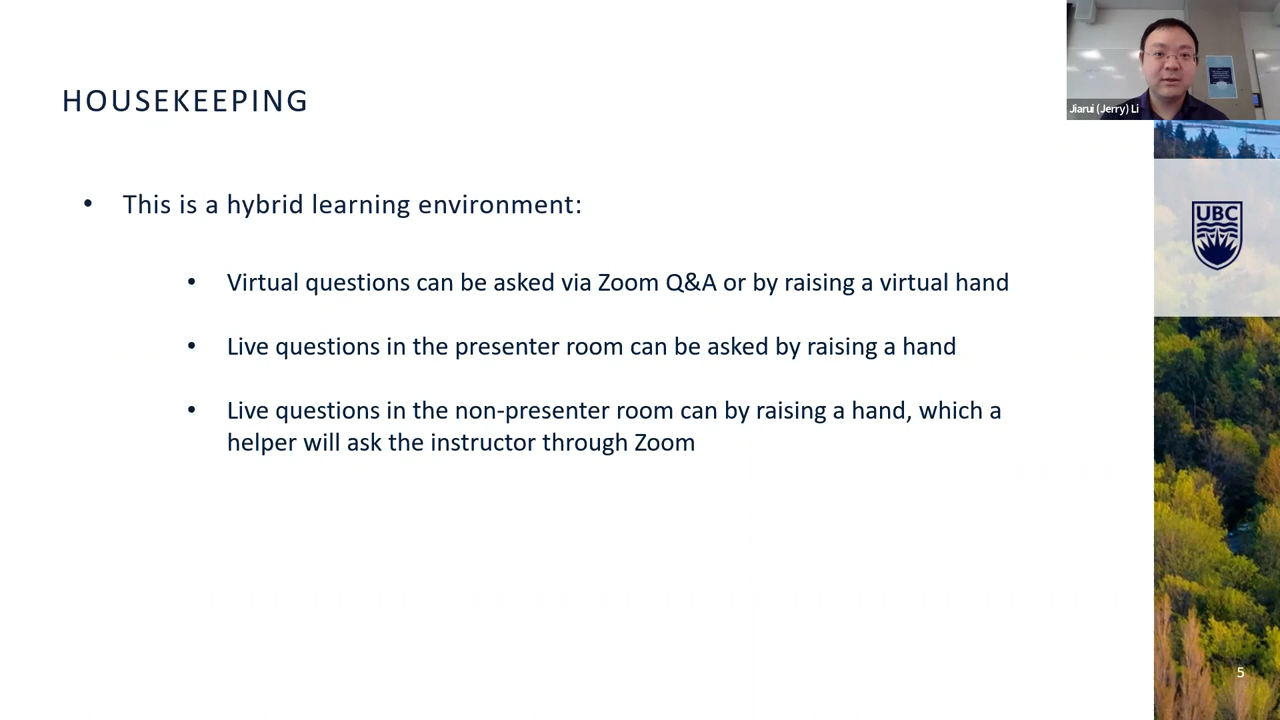 HOUSEKEEPING
Jiarui (Jerry) Li
• This is a hybrid learning environment:
UBC
• Virtual questions can be asked via Zoom Q&A or by raising a virtual hand
• Live questions in the presenter room can be asked by raising a hand
• Live questions in the non-presenter room can by raising a hand, which a
helper will ask the instructor through Zoom
5